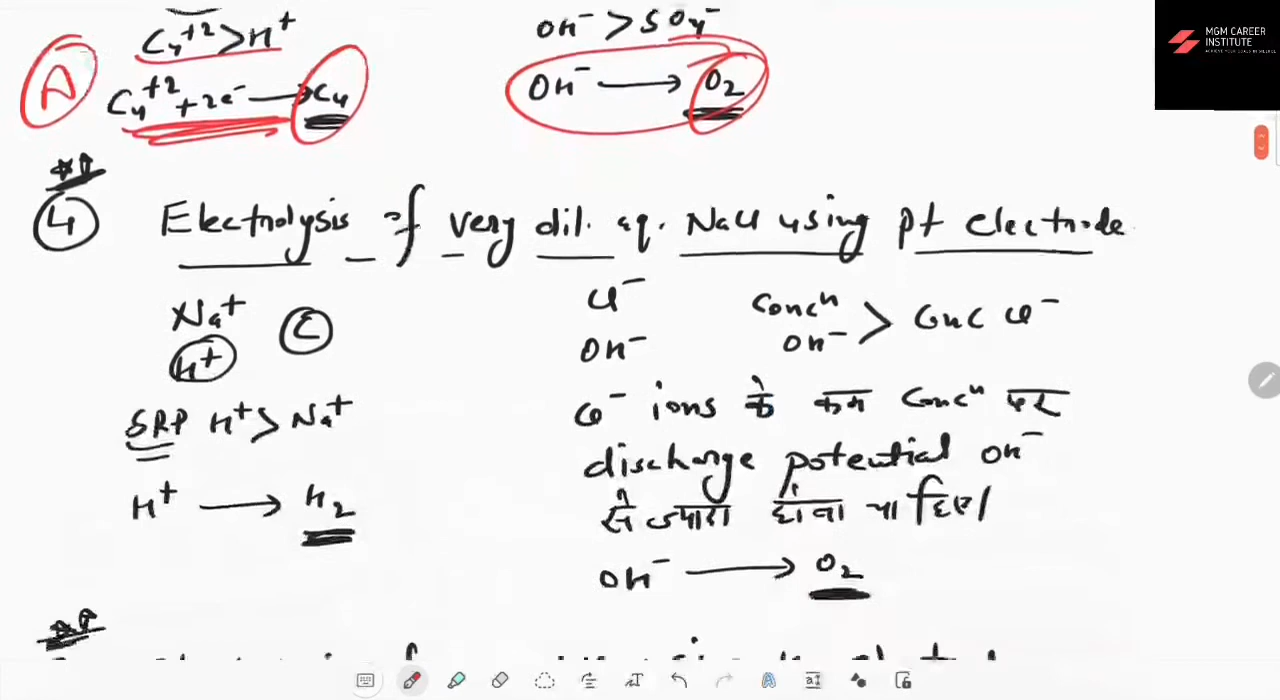 Cu+2 > H+
OH- > SO4-
A
Cu+2 + 2e- → Cu
OH- → O2
4 Electrolysis of very dil. aq. NaCl using pt electrode
Na+ C
H+
Cl-
OH-
Concn OH- > Conc Cl-
SRP H+ > Na+
Cl- ions के कम Concn पर
discharge potential OH-
से ज्यादा होना चाहिए।
H+ → H2
OH- → O2
MGM CAREER
INSTITUTE